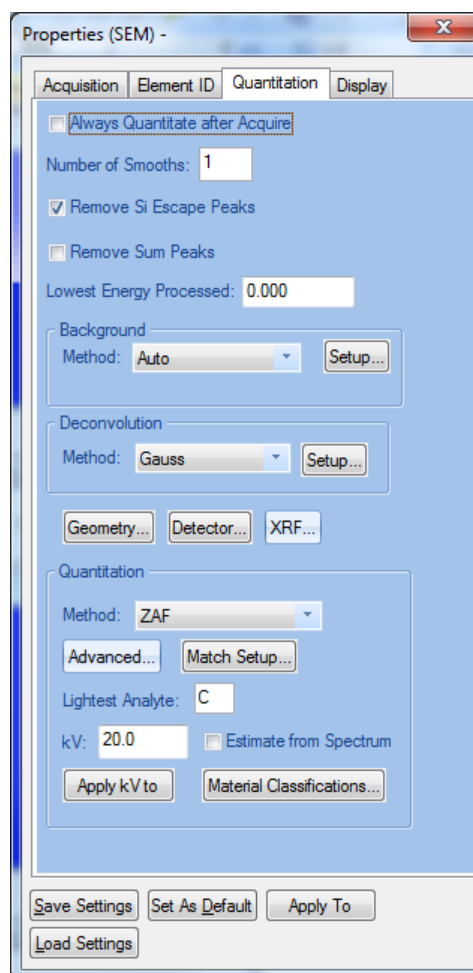 Properties (SEM) -
Acquisition Element ID Quantitation Display
Always Quantitate after Acquire
Number of Smooths: 1
Remove Si Escape Peaks
Remove Sum Peaks
Lowest Energy Processed: 0.000
Background
Method: Auto Setup...
Deconvolution
Method: Gauss Setup...
Geometry... Detector... XRF...
Quantitation
Method: ZAF
Advanced... Match Setup...
Lightest Analyte: C
kV: 20.0 Estimate from Spectrum
Apply kV to Material Classifications...
Save Settings Set As Default Apply To
Load Settings